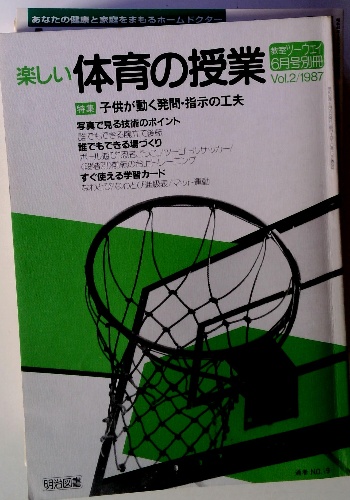 あなたの健康と家庭をまもるホームドクター
教室ツーウェイ
6月号別冊
Vol.2/1987
楽しい体育の授業
特集 子供が動く発問・指示の工夫
写真で見る技術のポイント
誰でもできる場づくり
すぐ使える学習カード
明治図書